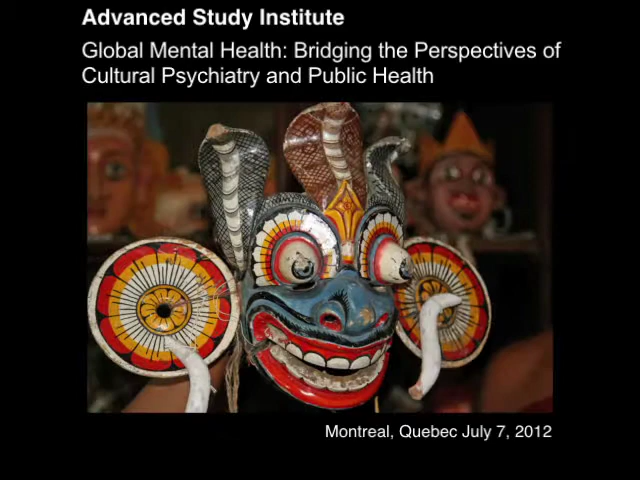 Advanced Study Institute
Global Mental Health: Bridging the Perspectives of
Cultural Psychiatry and Public Health
Montreal, Quebec July 7, 2012